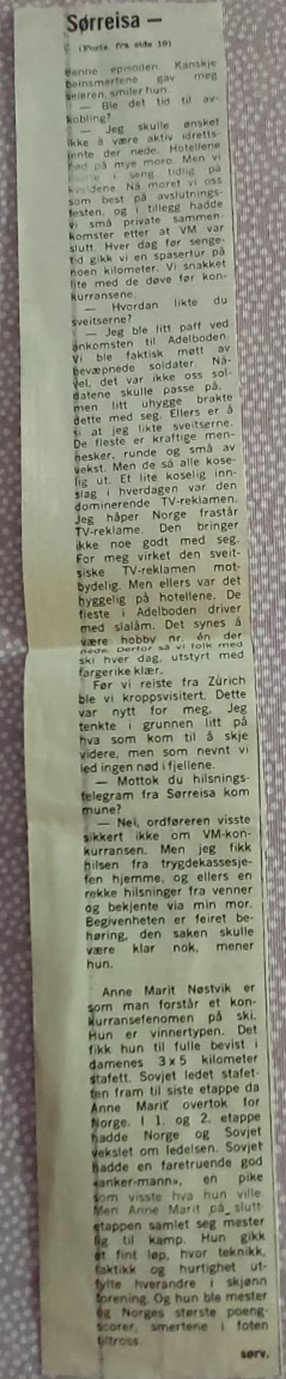 Sørreisa —
(Forts. fra side 10)
denne episoden. Kanskje
beinsmertene gav meg
seieren, smiler hun.
— Ble det tid til av-
kobling?
— Jeg skulle ønsket
ikke å være aktiv idretts-
jente der nede. Hotellene
bød på mye moro. Men vi
i seng tidlig på
kveldene. Nå moret vi oss
som best på avslutnings-
festen, og i tillegg hadde
vi små private sammen-
komster etter at VM var
slutt. Hver dag før senge-
tid gikk vi en spasertur på
noen kilometer. Vi snakket
lite med de døve før kon-
kurransene.
— Hvordan likte du
sveitserne?
— Jeg ble litt paff ved
ankomsten til Adelboden.
Vi ble faktisk møtt av
bevæpnede soldater. Nå-
vel, det var ikke oss sol-
datene skulle passe på,
men litt uhygge brakte
dette med seg. Ellers er å
si at jeg likte sveitserne.
De fleste er kraftige men-
nesker, runde og små av
vekst. Men de så alle kose-
lig ut. Et lite koselig inn-
slag i hverdagen var den
dominerende TV-reklamen.
Jeg håper Norge frastår
TV-reklame. Den bringer
ikke noe godt med seg.
For meg virket den sveit-
siske TV-reklamen mot-
bydelig. Men ellers var det
hyggelig på hotellene. De
fleste i Adelboden driver
med slalåm. Det synes å
være hobby nr. én der
nede. Derfor så vi folk med
ski hver dag, utstyrt med
fargerike klær.
Før vi reiste fra Zürich
ble vi kroppsvisitert. Dette
var nytt for meg. Jeg
tenkte i grunnen litt på
hva som kom til å skje
videre, men som nevnt vi
led ingen nød i fjellene.
— Mottok du hilsnings-
telegram fra Sørreisa kom
mune?
— Nei, ordføreren visste
sikkert ikke om VM-kon-
kurransen. Men jeg fikk
hilsen fra trygdekassesje-
fen hjemme, og ellers en
rekke hilsninger fra venner
og bekjente via min mor.
Begivenheten er feiret be-
høring, den saken skulle
være klar nok, mener
hun.
Anne Marit Nøstvik er
som man forstår et kon-
kurransefenomen på ski.
Hun er vinnertypen. Det
fikk hun til fulle bevist i
damenes 3 x 5 kilometer
stafett. Sovjet ledet stafet-
ten fram til siste etappe da
Anne Marit overtok for
Norge. I 1. og 2. etappe
hadde Norge og Sovjet
vekslet om ledelsen. Sovjet
hadde en faretruende god
«anker-mann», en pike
som visste hva hun ville.
Men Anne Marit på slutt-
etappen samlet seg mester
lig til kamp. Hun gikk
et fint løp, hvor teknikk,
taktikk og hurtighet ut-
fylte hverandre i skjønn
forening. Og hun ble mester
og Norges største poeng-
scorer, smertene i foten
tiltross.
sørv.